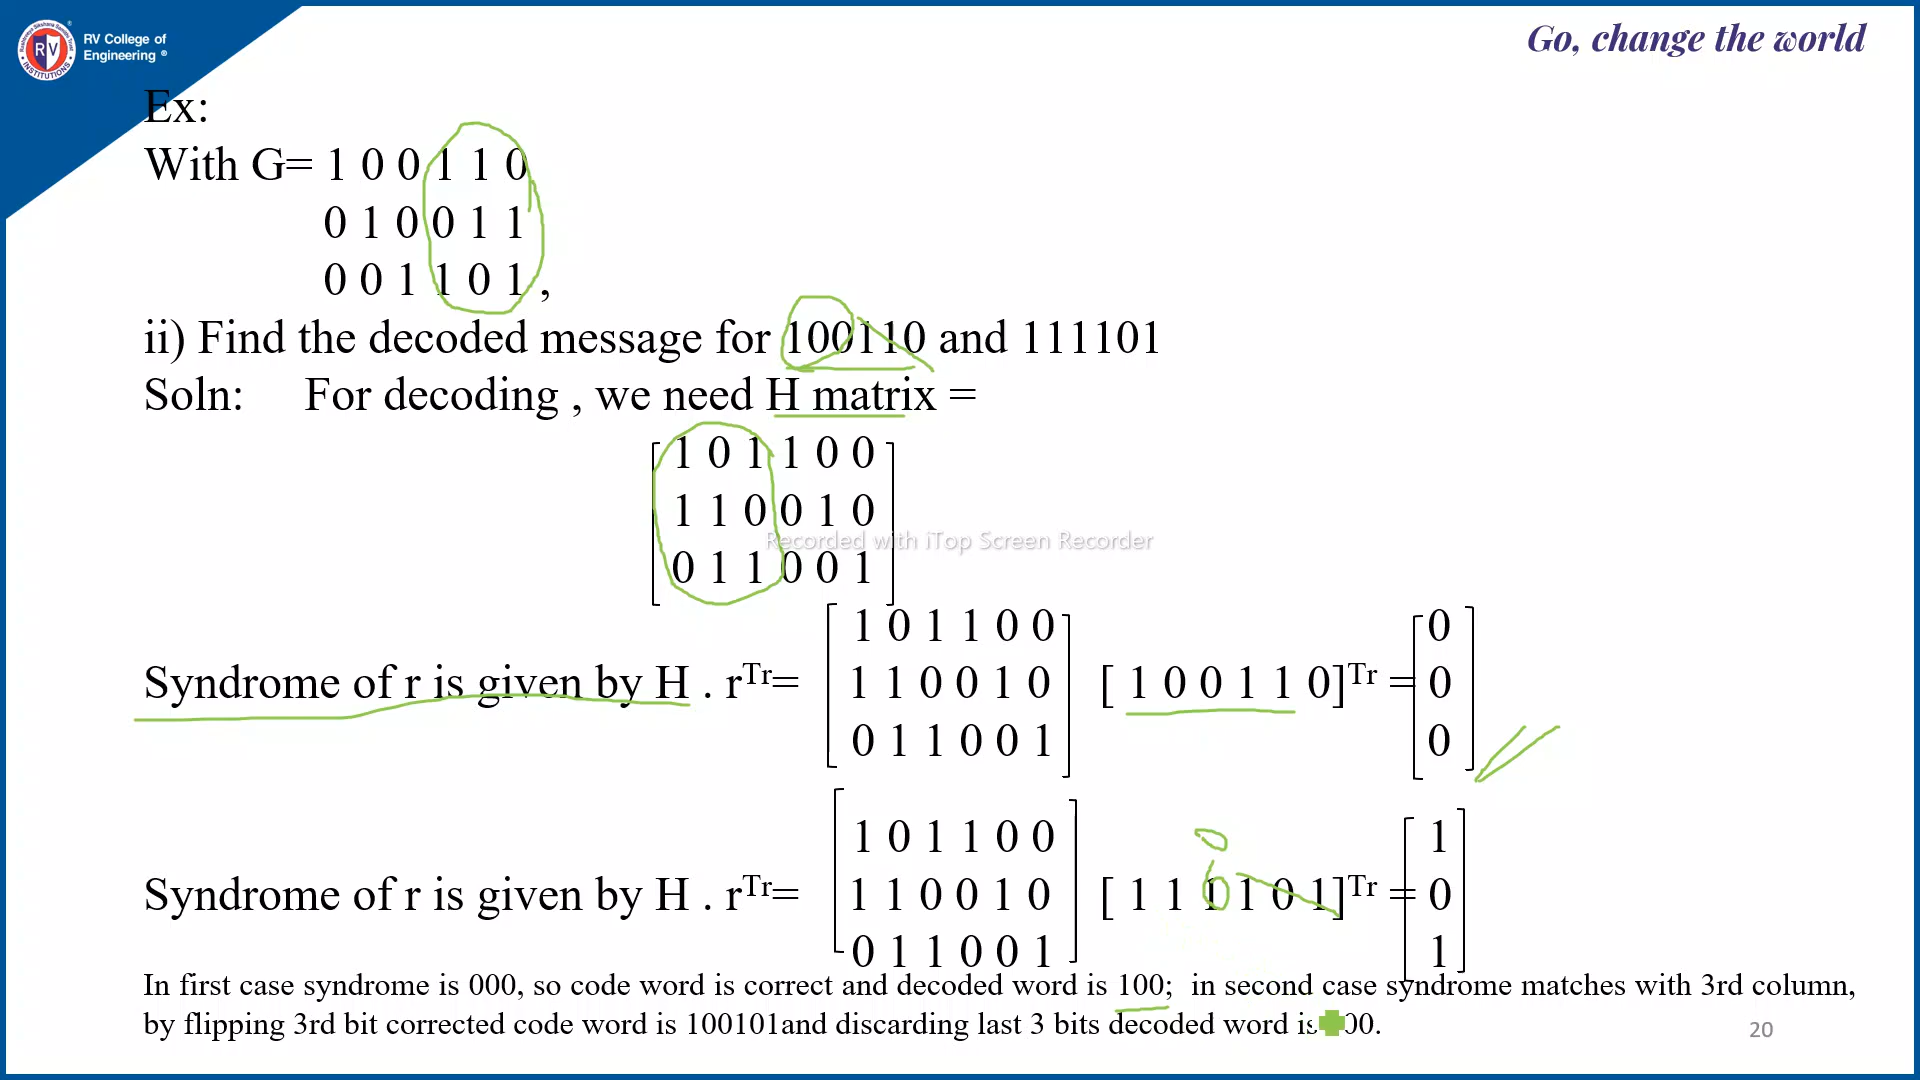 RV College of
Engineering ®
RV
INSTITUTIONS
Go, change the world
Ex:
With G= 1 0 0 1 1 0
0 1 0 0 1 1
0 0 1 1 0 1 ,
ii) Find the decoded message for 100110 and 111101
Soln: For decoding , we need H matrix =
1 0 1 1 0 0
1 1 0 0 1 0
0 1 1 0 0 1
Recorded with iTop Screen Recorder
1 0 1 1 0 0
Syndrome of r is given by H . rTr= 1 1 0 0 1 0 [ 1 0 0 1 1 0]Tr = 0 0 0
0 1 1 0 0 1
1 0 1 1 0 0
Syndrome of r is given by H . rTr= 1 1 0 0 1 0 [ 1 1 1 1 0 1]Tr = 1 0 1
0 1 1 0 0 1
In first case syndrome is 000, so code word is correct and decoded word is 100; in second case syndrome matches with 3rd column,
by flipping 3rd bit corrected code word is 100101and discarding last 3 bits decoded word is 00.
20